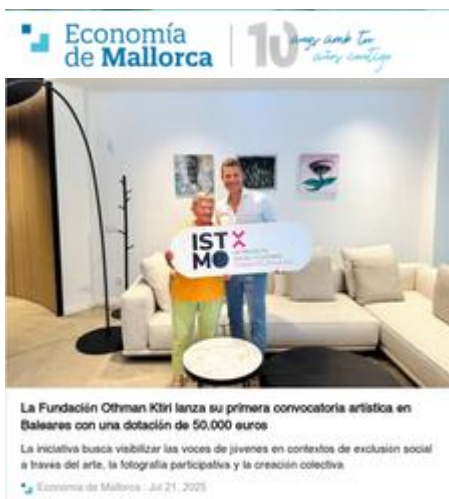 Economía
de Mallorca
10
anys amb tu
años contigo
IST
MO
La Fundación Othman Ktiri lanza su primera convocatoria artística en
Baleares con una dotación de 50.000 euros
La iniciativa busca visibilizar las voces de jóvenes en contextos de exclusión social
a través del arte, la fotografía participativa y la creación colectiva.
Economía de Mallorca · Jul 21, 2025